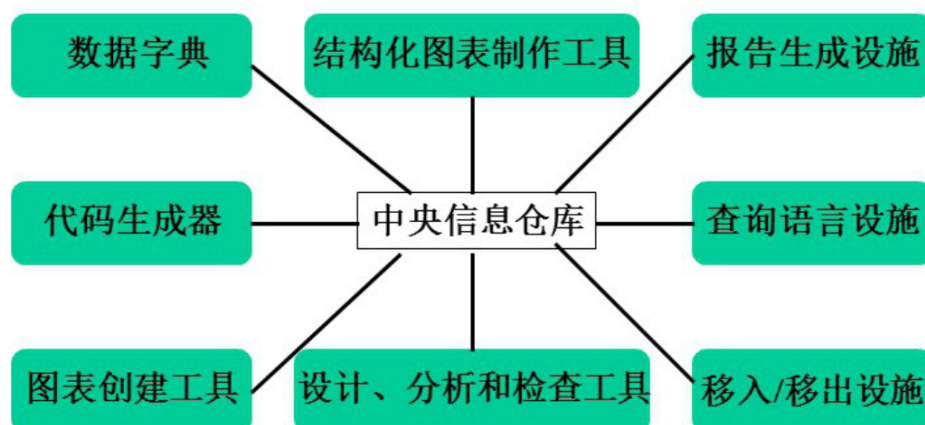 数据字典
结构化图表制作工具
报告生成设施
代码生成器
中央信息仓库
查询语言设施
图表创建工具
设计、分析和检查工具
移入/移出设施